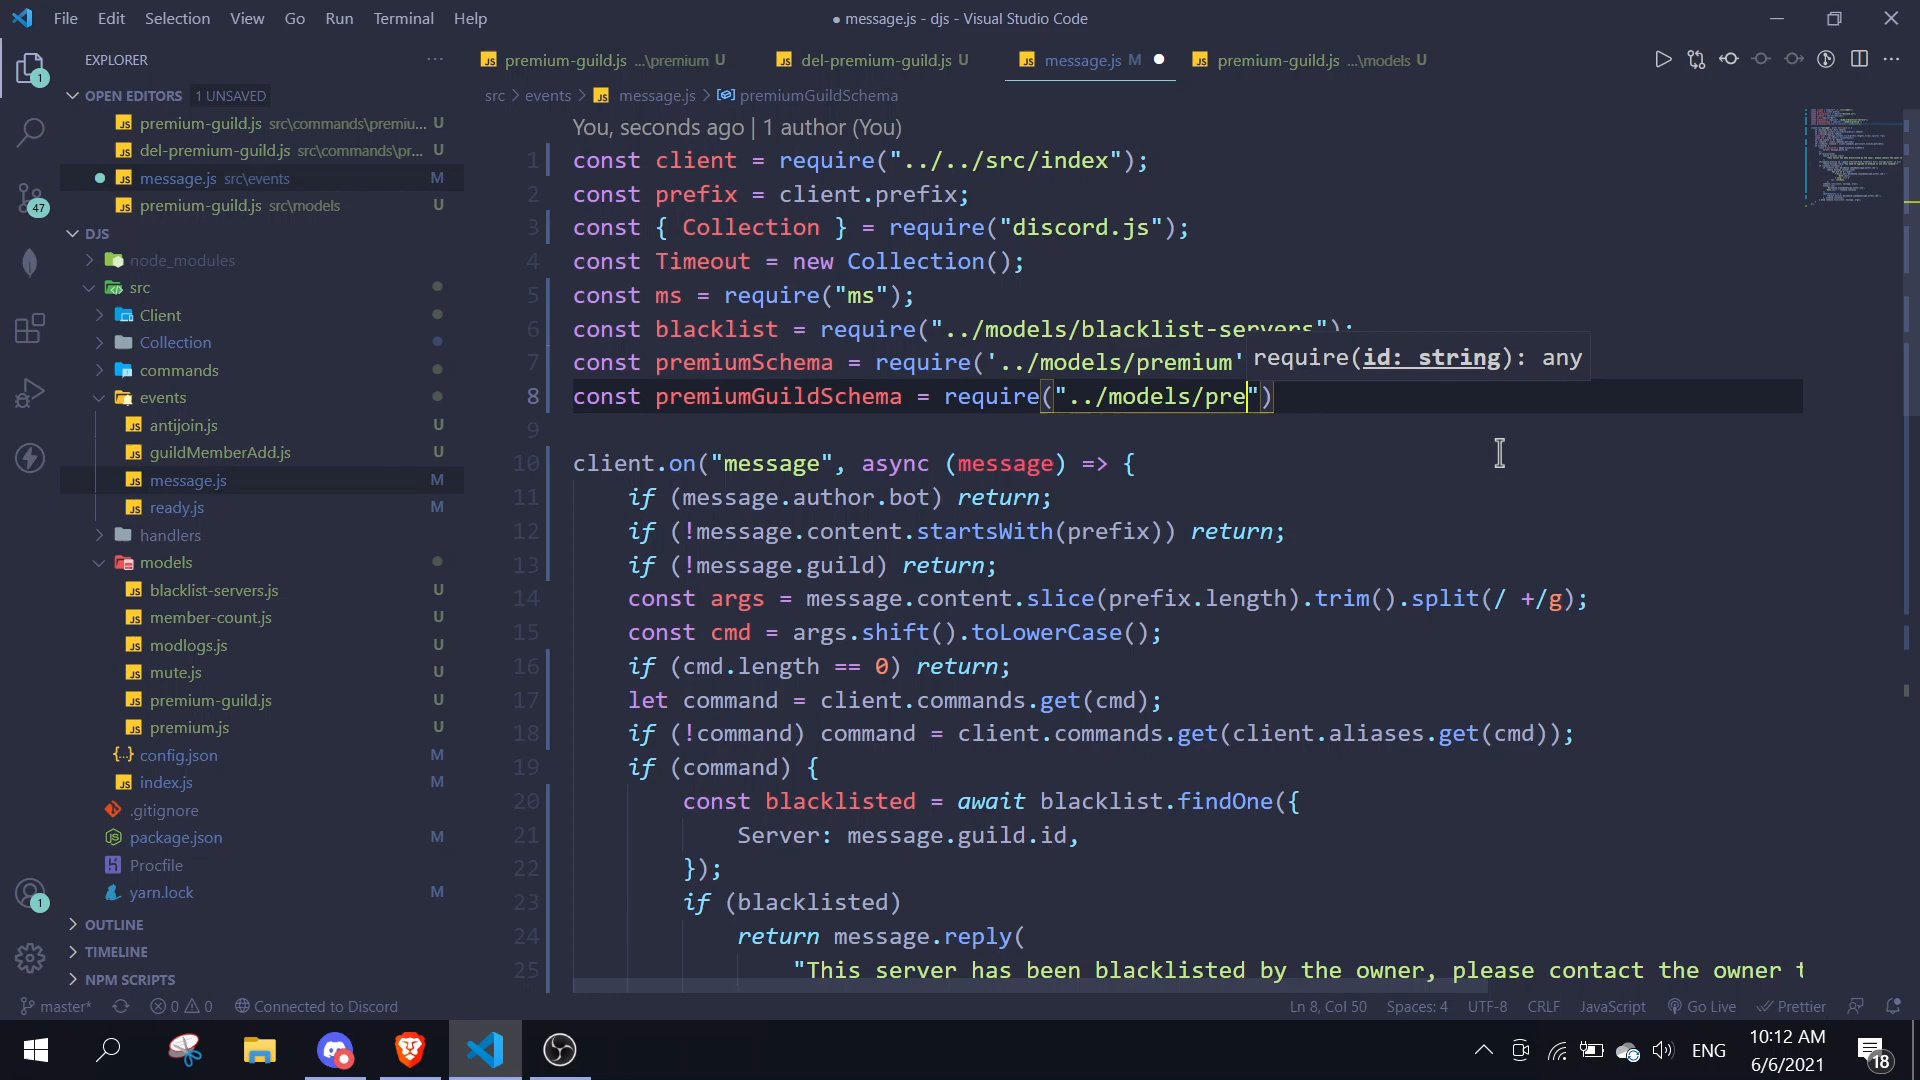 File Edit Selection View Go Run Terminal Help
● message.js - djs - Visual Studio Code
EXPLORER
OPEN EDITORS 1 UNSAVED
premium-guild.js src\commands\premiu... U
del-premium-guild.js src\commands\pr... U
message.js src\events M
premium-guild.js src\models U
DJS
node_modules
src
Client
Collection
commands
events
antijoin.js U
guildMemberAdd.js U
message.js M
ready.js M
handlers
models
blacklist-servers.js U
member-count.js U
modlogs.js U
mute.js U
premium-guild.js U
premium.js U
config.json M
index.js M
.gitignore
package.json M
Procfile
yarn.lock M
OUTLINE
TIMELINE
NPM SCRIPTS
1
47
1
premium-guild.js ...\premium U
del-premium-guild.js U
message.js M
premium-guild.js ...\models U
src > events > message.js > premiumGuildSchema
You, seconds ago | 1 author (You)
1 const client = require("../../src/index");
2 const prefix = client.prefix;
3 const { Collection } = require("discord.js");
4 const Timeout = new Collection();
5 const ms = require("ms");
6 const blacklist = require("../models/blacklist-servers");
7 const premiumSchema = require('../models/premium'
require(id: string): any
8 const premiumGuildSchema = require("../models/pre")
9
10 client.on("message", async (message) => {
11 if (message.author.bot) return;
12 if (!message.content.startsWith(prefix)) return;
13 if (!message.guild) return;
14 const args = message.content.slice(prefix.length).trim().split(/ +/g);
15 const cmd = args.shift().toLowerCase();
16 if (cmd.length == 0) return;
17 let command = client.commands.get(cmd);
18 if (!command) command = client.commands.get(client.aliases.get(cmd));
19 if (command) {
20 const blacklisted = await blacklist.findOne({
21 Server: message.guild.id,
22 });
23 if (blacklisted)
24 return message.reply(
25 "This server has been blacklisted by the owner, please contact the owner t
master* 0 0 Connected to Discord
Ln 8, Col 50 Spaces: 4 UTF-8 CRLF JavaScript Go Live Prettier
ENG
10:12 AM
6/6/2021
18